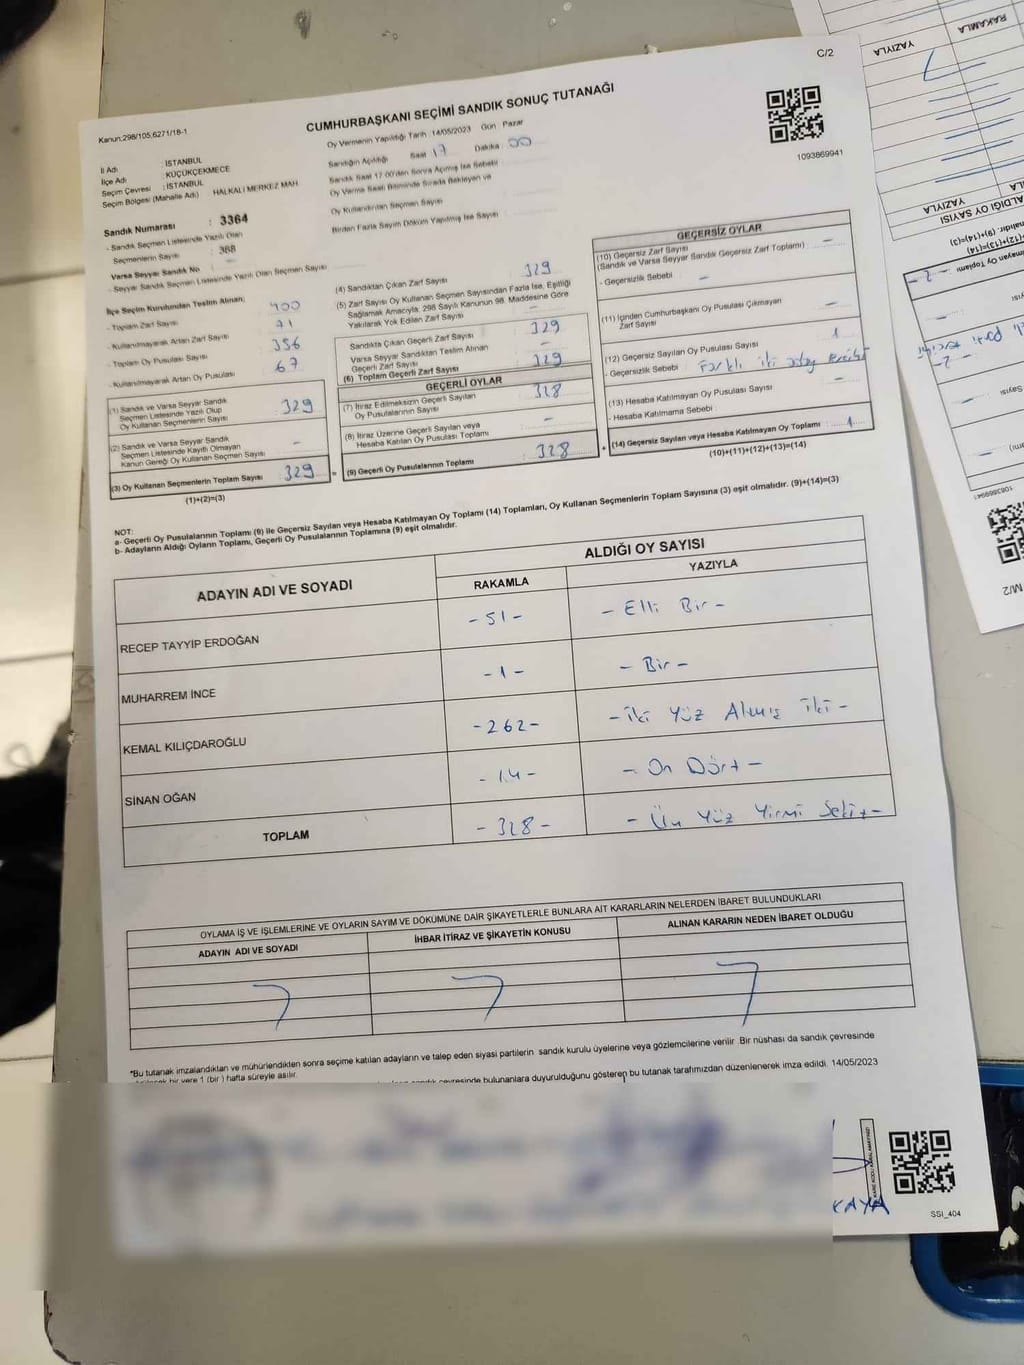 C/2
Kanun:298/105,6271/18-1
CUMHURBAŞKANI SEÇİMİ SANDIK SONUÇ TUTANAĞI
1093869941
İl Adı : İSTANBUL
İlçe Adı : KÜÇÜKÇEKMECE
Seçim Çevresi : İSTANBUL
Seçim Bölgesi (Mahalle Adı) HALKALI MERKEZ MAH
Oy Vermenin Yapıldığı Tarih :14/05/2023 Gün : Pazar
Sandığın Açıldığı Saat 17 Dakika 00
Sandık Saat 17:00'den Sonra Açılmış İse Sebebi
Oy Verme Saati Bitiminde Sırada Bekleyen ve
Oy Kullandırılan Seçmen Sayısı
Birden Fazla Sayım Döküm Yapılmış İse Sayısı
Sandık Numarası : 3364
- Sandık Seçmen Listesinde Yazılı Olan
Seçmenlerin Sayısı : 368
Varsa Seyyar Sandık No –
- Seyyar Sandık Seçmen Listesinde Yazılı Olan Seçmen Sayısı
İlçe Seçim Kurulundan Teslim Alınan;
- Toplam Zarf Sayısı 400
- Kullanılmayarak Artan Zarf Sayısı 71
- Toplam Oy Pusulası Sayısı 356
- Kullanılmayarak Artan Oy Pusulası 67
(1) Sandık ve Varsa Seyyar Sandık
Seçmen Listesinde Yazılı Olup
Oy Kullanan Seçmenlerin Sayısı : 329
(2) Sandık ve Varsa Seyyar Sandık
Seçmen Listesinde Kayıtlı Olmayan
Kanun Gereği Oy Kullanan Seçmen Sayısı –
(3) Oy Kullanan Seçmenlerin Toplam Sayısı : 329
(1)+(2)=(3)
(4) Sandıktan Çıkan Zarf Sayısı : 329
(5) Zarf Sayısı Oy Kullanan Seçmen Sayısından Fazla İse, Eşitliği
Sağlamak Amacıyla; 298 Sayılı Kanunun 98. Maddesine Göre
Yakılarak Yok Edilen Zarf Sayısı –
Sandıkta Çıkan Geçerli Zarf Sayısı : 329
Varsa Seyyar Sandıktan Teslim Alınan
Geçerli Zarf Sayısı –
(6) Toplam Geçerli Zarf Sayısı : 329
GEÇERLİ OYLAR
(7) İtiraz Edilmeksizin Geçerli Sayılan
Oy Pusulalarının Sayısı : 328
(8) İtiraz Üzerine Geçerli Sayılan veya
Hesaba Katılan Oy Pusulası Toplamı –
(9) Geçerli Oy Pusulalarının Toplamı : 328
GEÇERSİZ OYLAR
(10) Geçersiz Zarf Sayısı
(Sandık ve Varsa Seyyar Sandık Geçersiz Zarf Toplamı) : –
- Geçersiz Sebebi : –
(11) İçinden Cumhurbaşkanı Oy Pusulası Çıkmayan
Zarf Sayısı : –
(12) Geçersiz Sayılan Oy Pusulası Sayısı : 1
- Geçersizlik Sebebi : Farklı iki aday
(13) Hesaba Katılmayan Oy Pusulası Sayısı : –
- Hesaba Katılmama Sebebi :
(14) Geçersiz Sayılan veya Hesaba Katılmayan Oy Toplamı : 1
(10)+(11)+(12)+(13)=(14)
NOT:
a- Geçerli Oy Pusulalarının Toplamı (9) ile Geçersiz Sayılan veya Hesaba Katılmayan Oy Toplamı (14) Toplamları, Oy Kullanan Seçmenlerin Toplam Sayısına (3) eşit olmalıdır. (9)+(14)=(3)
b- Adayların Aldığı Oyların Toplamı, Geçerli Oy Pusulalarının Toplamına (9) eşit olmalıdır.
ADAYIN ADI VE SOYADI
ALDIĞI OY SAYISI
RAKAMLA YAZIYLA
RECEP TAYYİP ERDOĞAN -51- - Elli Bir -
MUHARREM İNCE -1- - Bir -
KEMAL KILIÇDAROĞLU -262- - İki Yüz Altmış İki -
SİNAN OĞAN -14- - On Dört -
TOPLAM -328- - Üç Yüz Yirmi Sekiz -
OYLAMA İŞ VE İŞLEMLERİNE VE OYLARIN SAYIM VE DÖKÜMÜNE DAİR ŞİKAYETLERLE BUNLARA AİT KARARLARIN NELERDEN İBARET BULUNDUKLARI
ADAYIN ADI VE SOYADI İHBAR İTİRAZ VE ŞİKAYETİN KONUSU ALINAN KARARIN NEDEN İBARET OLDUĞU
*Bu tutanak imzalandıktan ve mühürlendikten sonra seçime katılan adayların ve talep eden siyasi partilerin sandık kurulu üyelerine veya gözlemcilerine verilir .Bir nüshası da sandık çevresinde
bir yere 1 (bir ) hafta süreyle asılır.
çevresinde bulunanlara duyurulduğunu gösteren bu tutanak tarafımızdan düzenlenerek imza edildi. 14/05/2023
KAYA
SSI_404
RAKAMLA
YAZIYLA
YAZIYLA
ALDIĞI OY SAYISI
M/2